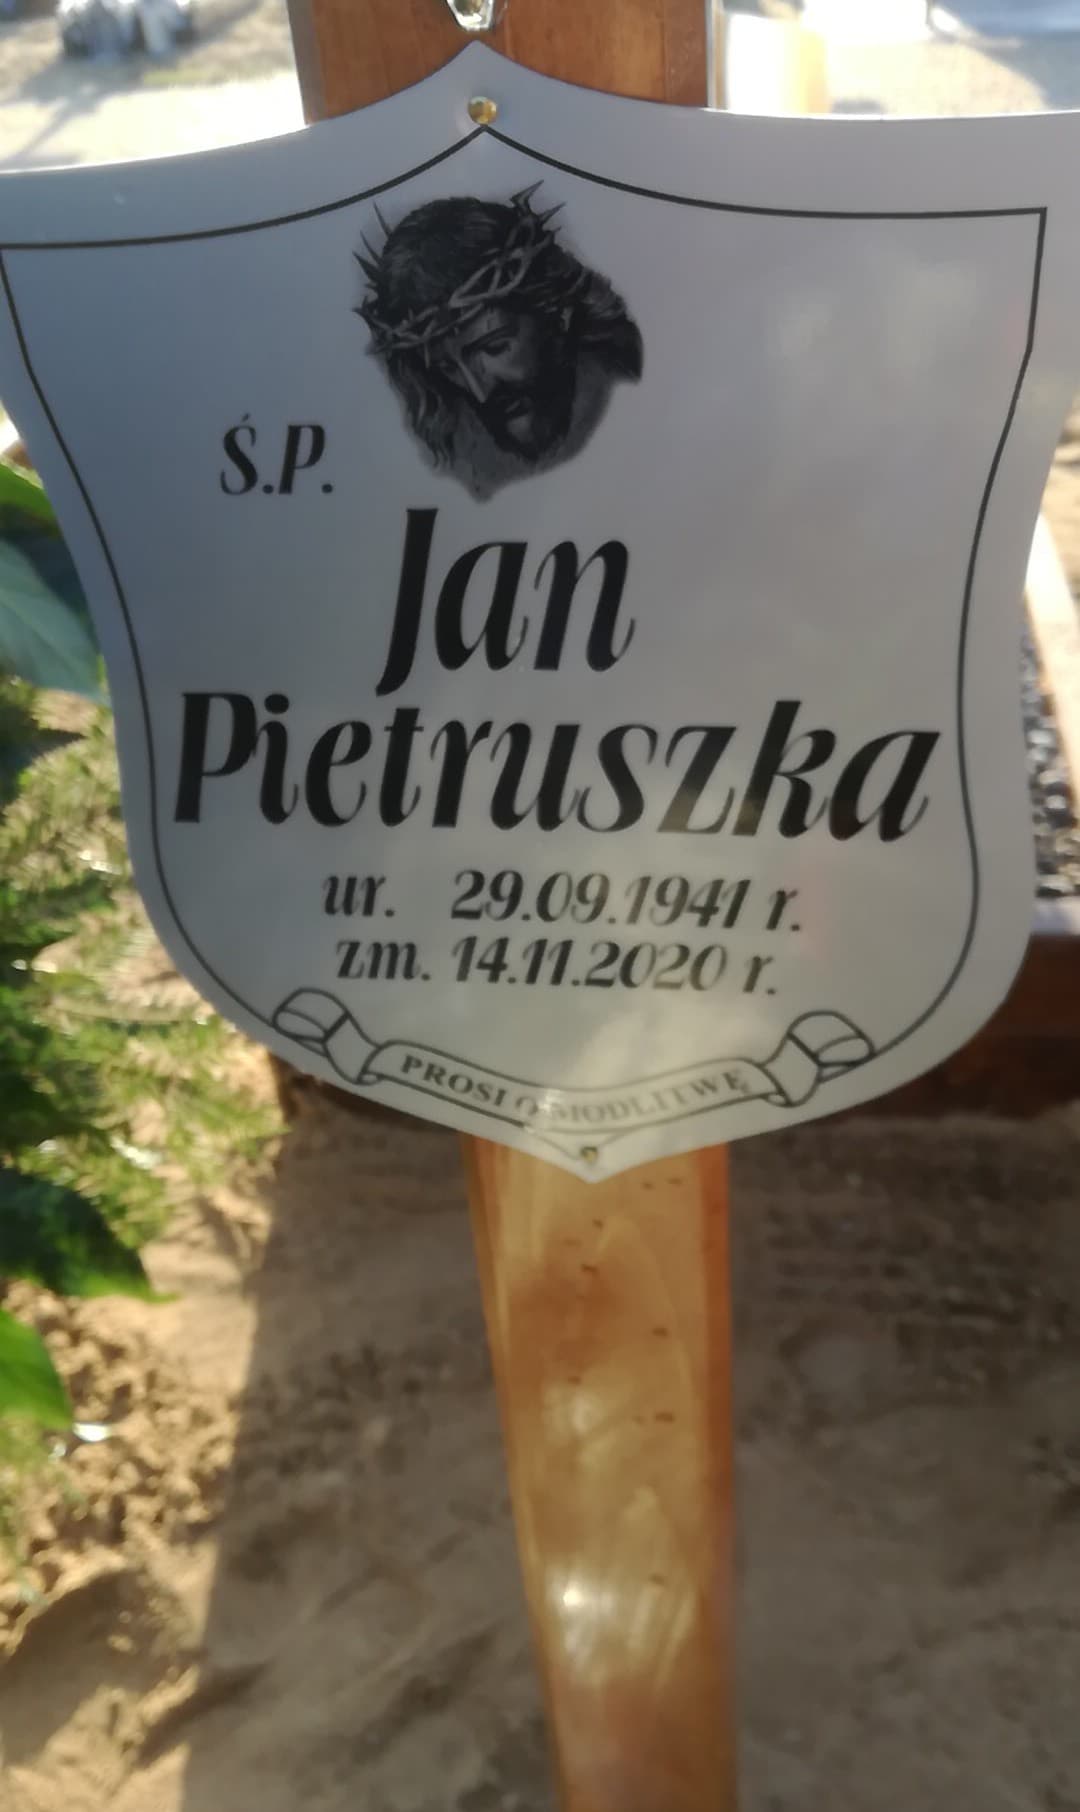 Ś.P.
Jan
Pietruszka
ur. 29.09.1941 r.
zm. 14.11.2020 r.
PROSI O MODLITWĘ